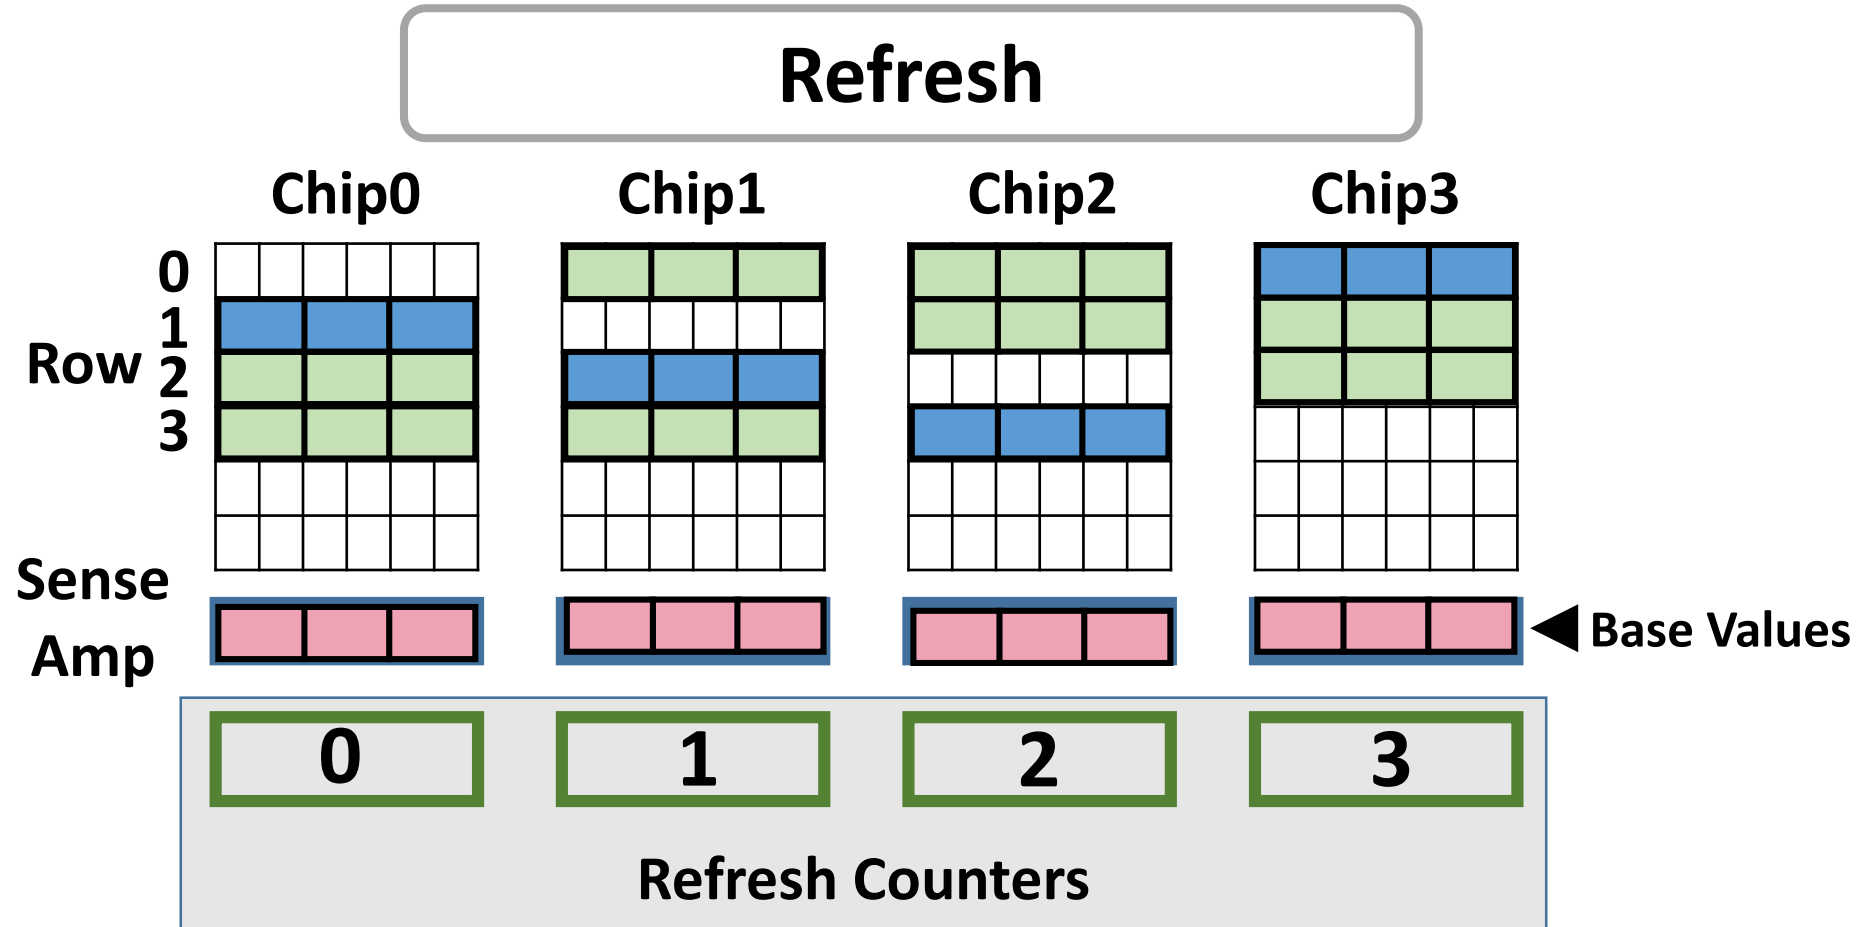 Refresh
Chip0 Chip1 Chip2 Chip3
0
1
Row
2
3
Sense
Amp
Base Values
0 1 2 3
Refresh Counters